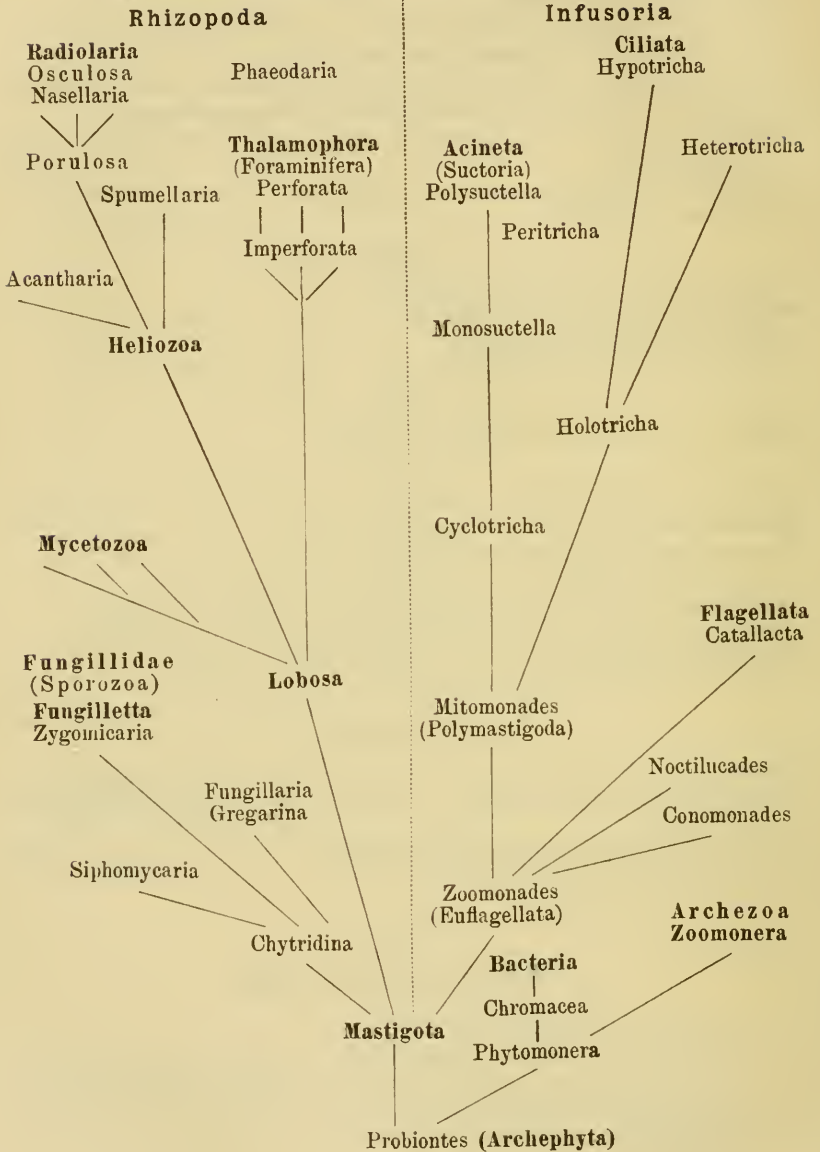 Rhizopoda
Infusoria
Radiolaria
Osculosa
Nasellaria
Phaeodaria
Ciliata
Hypotricha
Porulosa
Thalamophora
(Foraminifera)
Perforata
Acineta
(Suctoria)
Polysuctella
Heterotricha
Spumellaria
Peritricha
Imperforata
Acantharia
Heliozoa
Monosuctella
Holotricha
Cyclotricha
Mycetozoa
Flagellata
Catallacta
Fungillidae
(Sporozoa)
Fungilletta
Zygomicaria
Lobosa
Mitomonades
(Polymastigoda)
Noctilucades
Fungillaria
Gregarina
Conomonades
Siphomycaria
Zoomonades
(Euflagellata)
Archezoa
Zoomonera
Chytridina
Bacteria
Chromacea
Mastigota
Phytomonera
Probiontes (Archephyta)